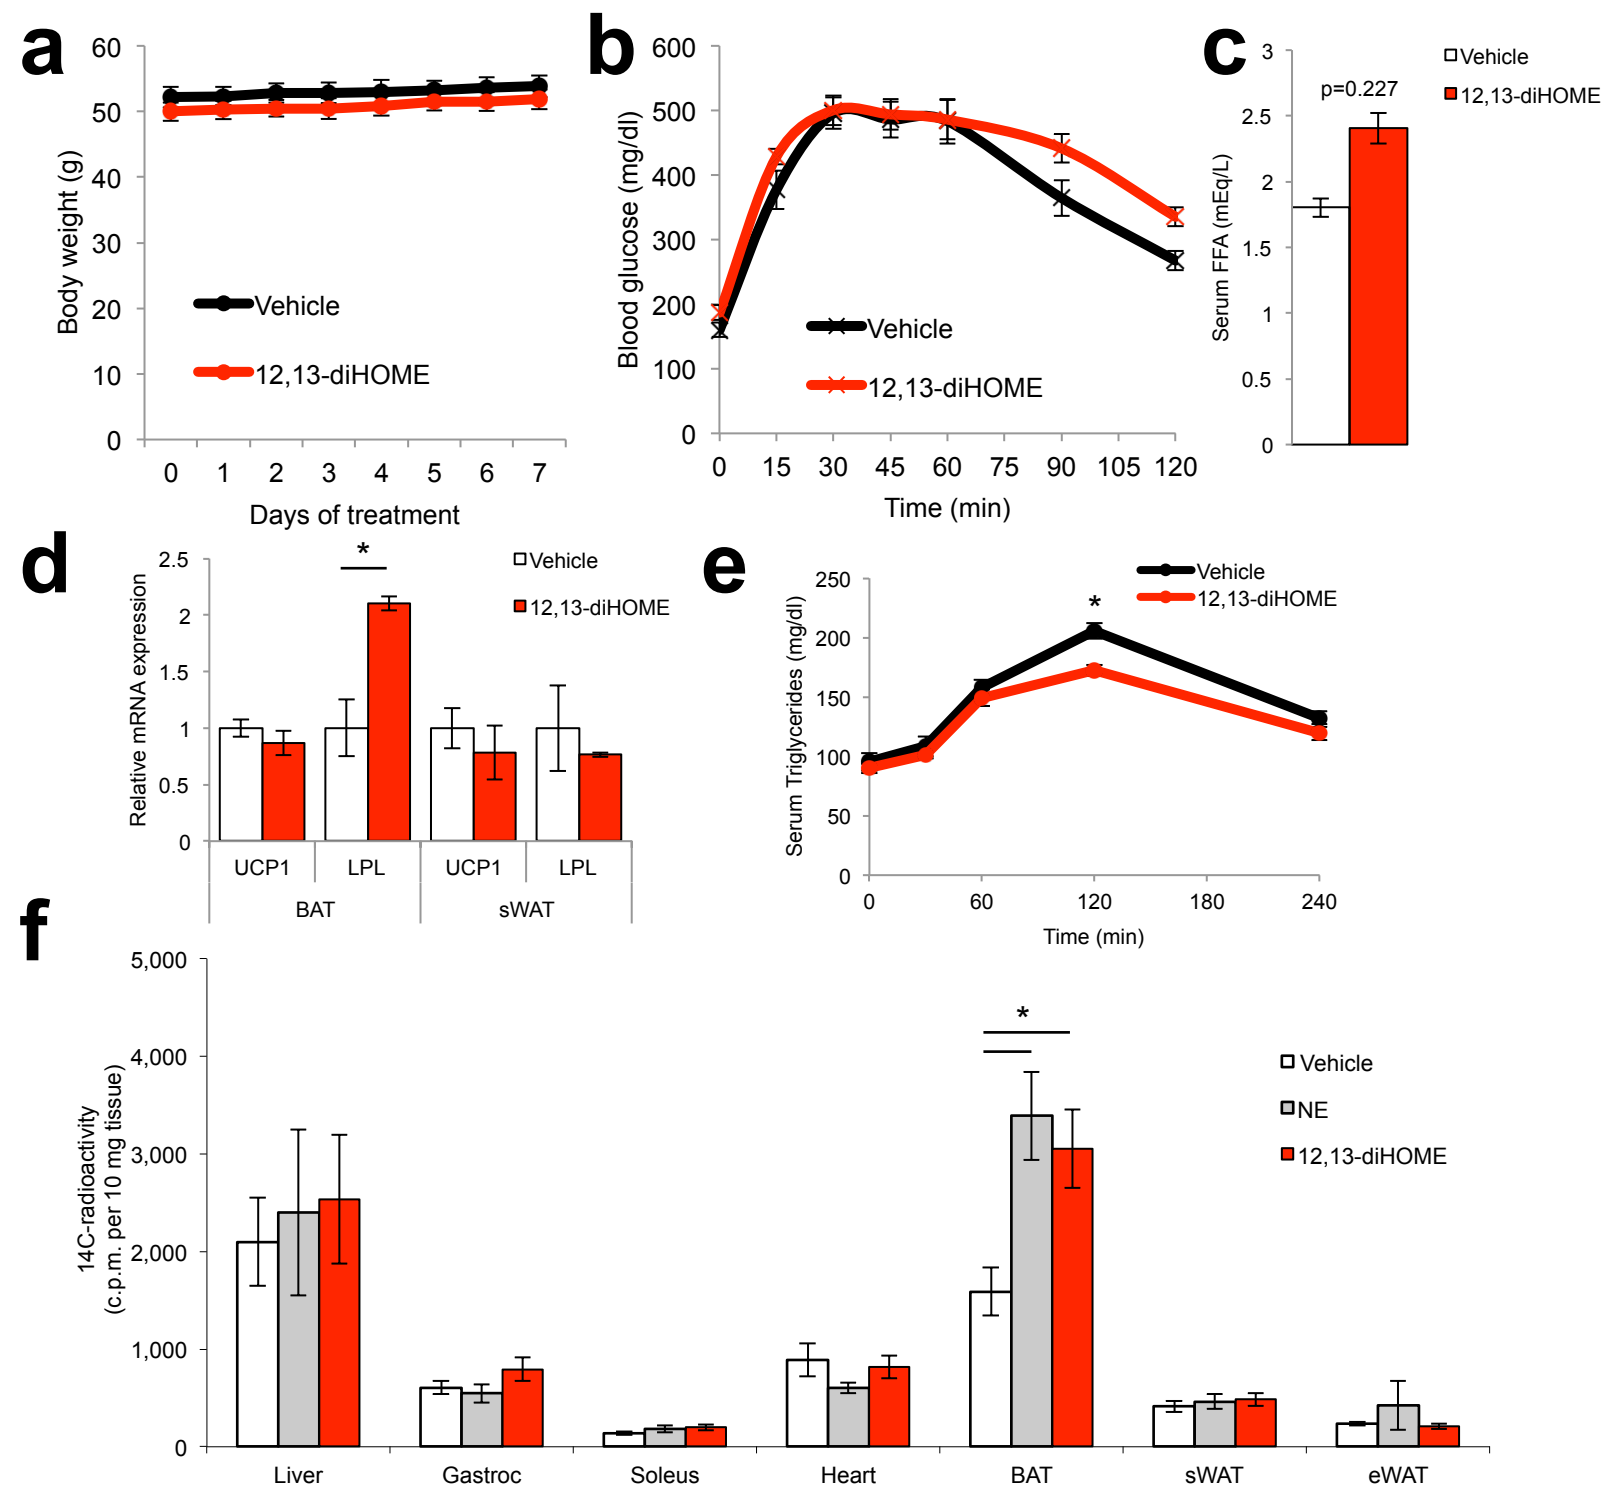 a
60
50
40
30
20
10
0
Body weight (g)
Vehicle
12,13-diHOME
0 1 2 3 4 5 6 7
Days of treatment
b
600
500
400
300
200
100
0
Blood glucose (mg/dl)
Vehicle
12,13-diHOME
0 15 30 45 60 75 90 105 120
Time (min)
c
3
2.5
2
1.5
1
0.5
0
Serum FFA (mEq/L)
p=0.227
Vehicle
12,13-diHOME
d
2.5
2
1.5
1
0.5
0
Relative mRNA expression
*
Vehicle
12,13-diHOME
UCP1 LPL UCP1 LPL
BAT sWAT
e
250
200
150
100
50
0
Serum Triglycerides (mg/dl)
Vehicle
12,13-diHOME
*
0 60 120 180 240
Time (min)
f
5,000
4,000
3,000
2,000
1,000
0
14C-radioactivity
(c.p.m. per 10 mg tissue)
*
Vehicle
NE
12,13-diHOME
Liver Gastroc Soleus Heart BAT sWAT eWAT